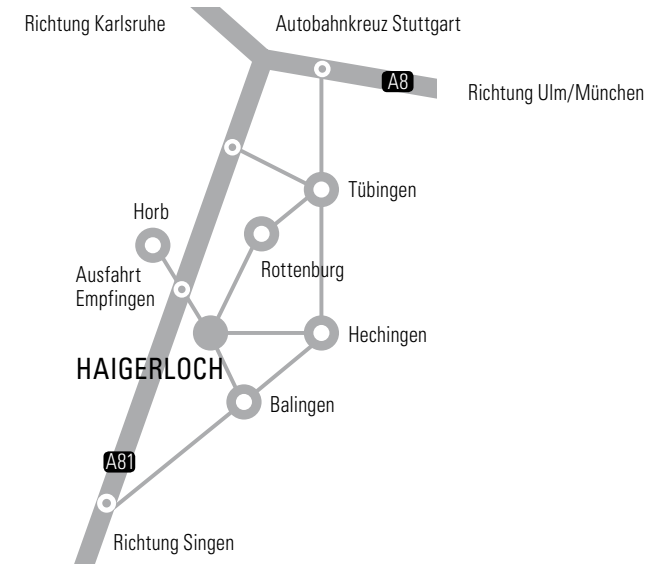 Richtung Karlsruhe
Autobahnkreuz Stuttgart
A8
Richtung Ulm/München
Tübingen
Horb
Rottenburg
Ausfahrt
Empfingen
Hechingen
HAIGERLOCH
Balingen
A81
Richtung Singen